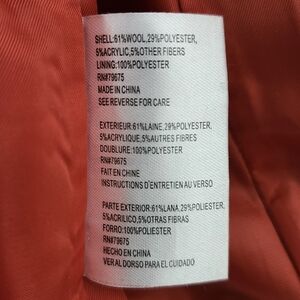 SHELL:61%WOOL,29%POLYESTER,
5%ACRYLIC,5%OTHER FIBERS
LINING:100%POLYESTER
RN#79675
MADE IN CHINA
SEE REVERSE FOR CARE
EXTERIEUR:61%LAINE,29%POLYESTER,
5%ACRYLIQUE,5%AUTRES FIBRES
DOUBLURE:100%POLYESTER
RN#79675
FAIT EN CHINE
INSTRUCTIONS D'ENTRETIEN AU VERSO
PARTE EXTERIOR:61%LANA,29%POLIESTER,
5%ACRILICO,5%OTRAS FIBRAS
FORRO:100%POLIESTER
RN#79675
HECHO EN CHINA
VER AL DORSO PARA EL CUIDADO